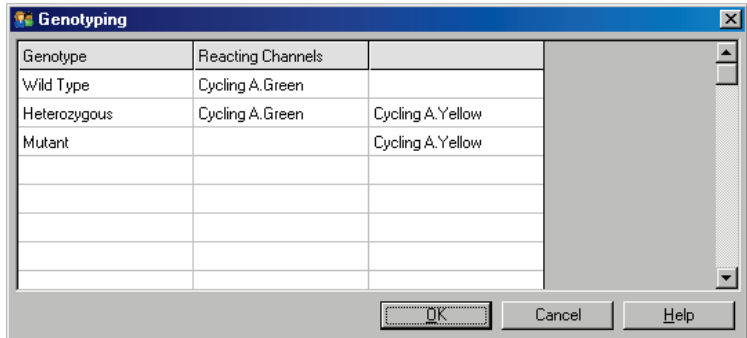 Genotyping
Genotype Reacting Channels
Wild Type Cycling A.Green
Heterozygous Cycling A.Green Cycling A.Yellow
Mutant Cycling A.Yellow
OK Cancel Help